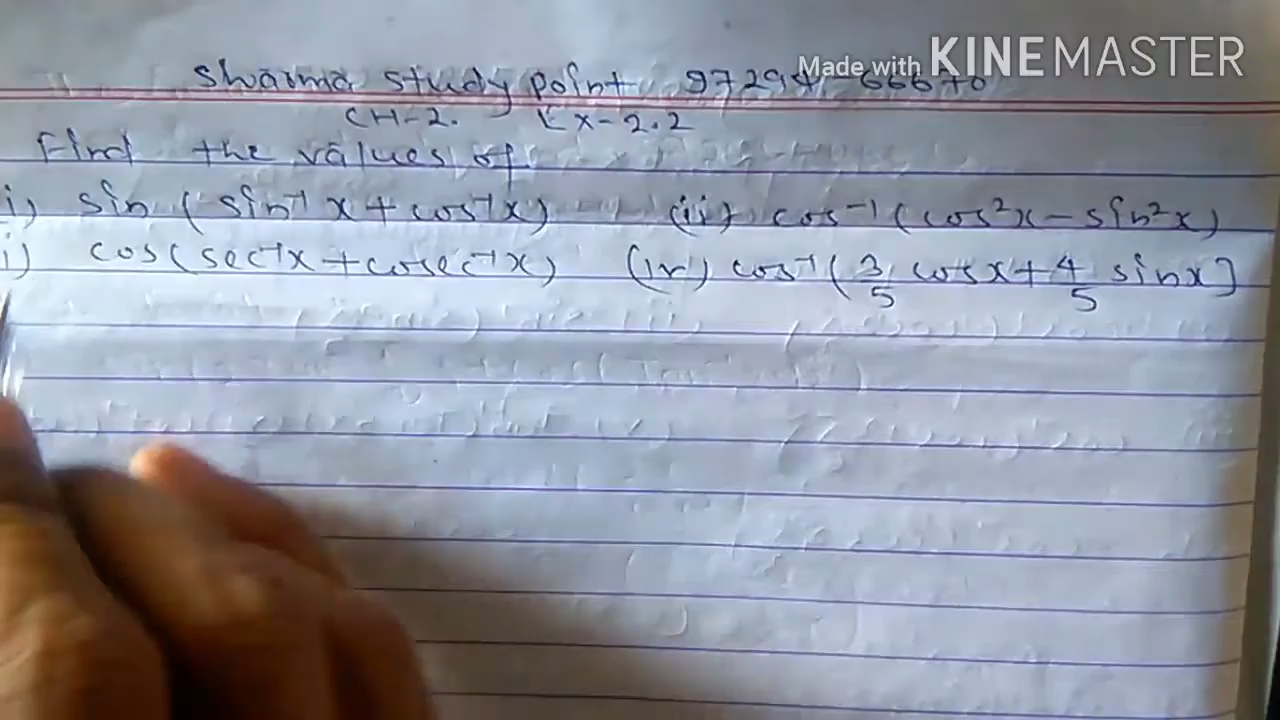 Made with KINEMASTER
Sharma study point 97294 66670
CH-2. Ex-2.2
Find the values of
i) sin (sin⁻¹x + cos⁻¹x) (ii) cos⁻¹(cos²x - sin²x)
i) cos(sec⁻¹x + cosec⁻¹x) (iv) cos⁻¹(3/5 cosx + 4/5 sinx]